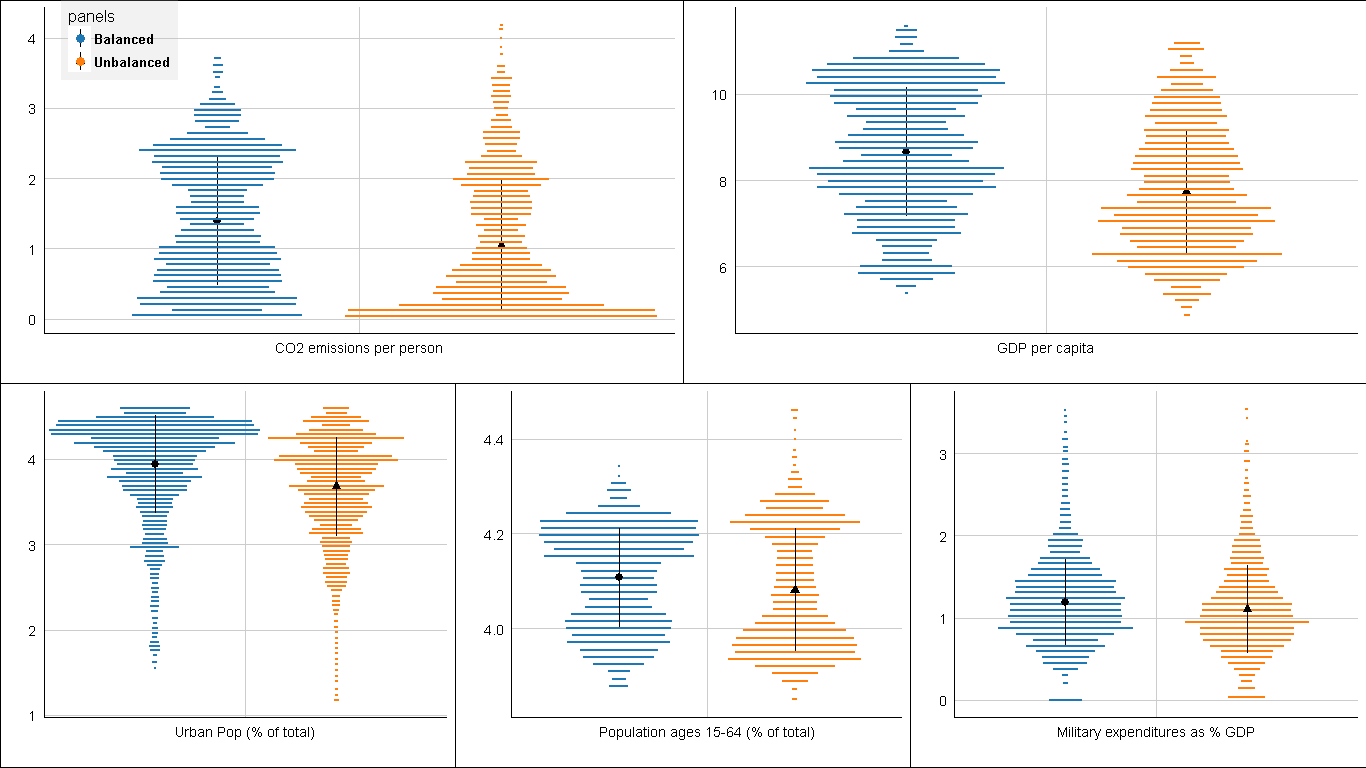 panels
Balanced
Unbalanced
4
3
2
1
0
CO2 emissions per person
10
8
6
GDP per capita
4
3
2
1
Urban Pop (% of total)
4.4
4.2
4.0
Population ages 15-64 (% of total)
3
2
1
0
Military expenditures as % GDP